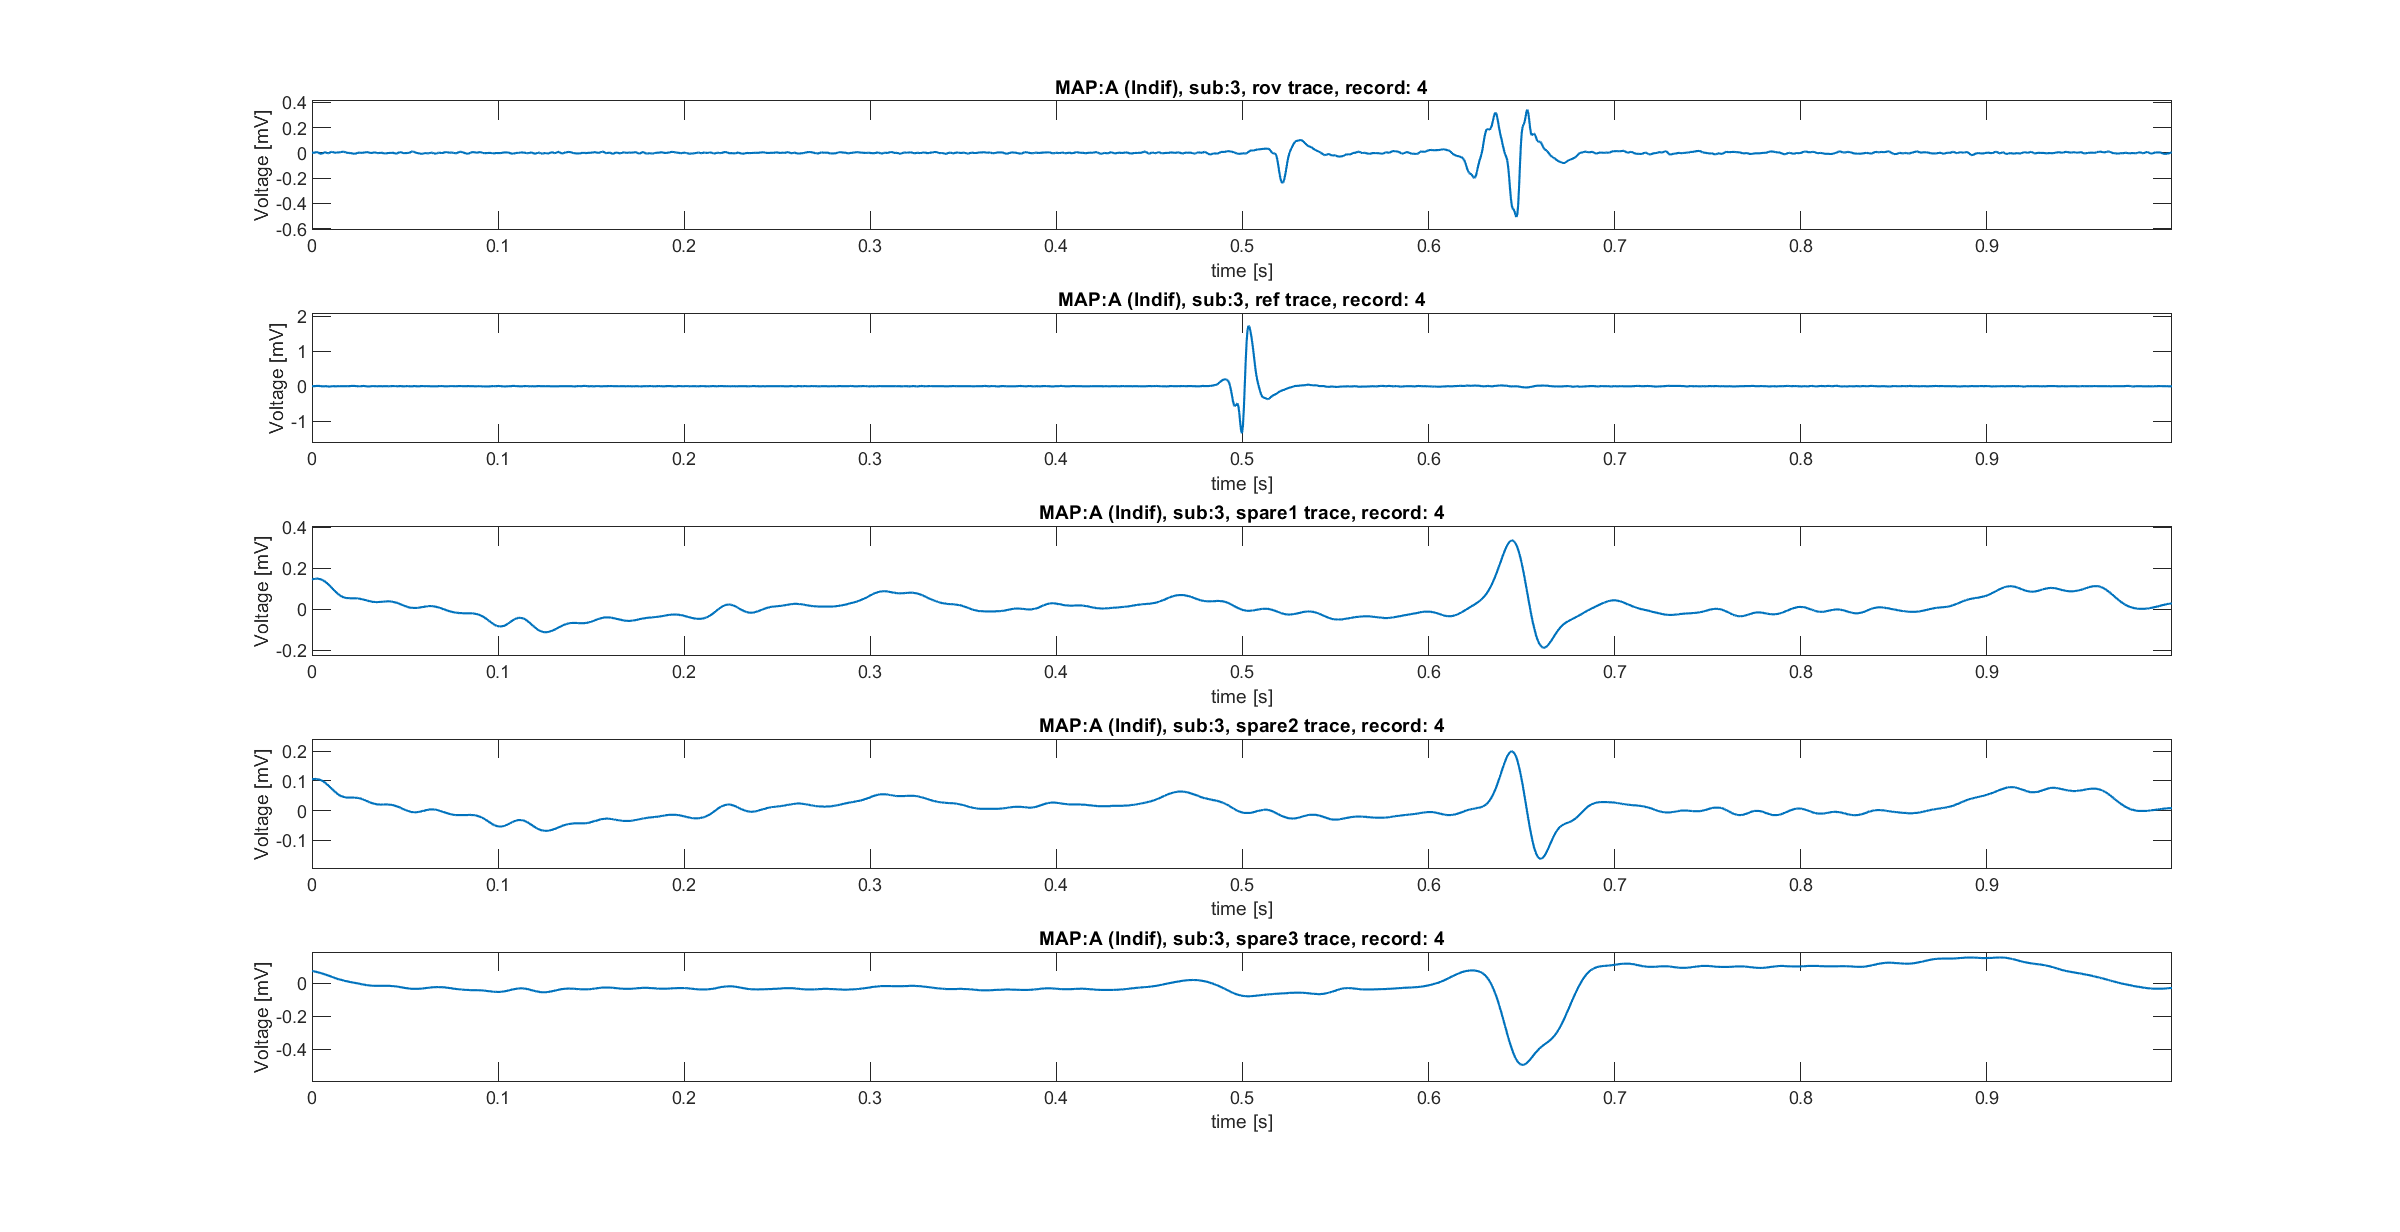 MAP:A (Indif), sub:3, rov trace, record: 4
Voltage [mV]
0.4
0.2
0
-0.2
-0.4
-0.6
0 0.1 0.2 0.3 0.4 0.5 0.6 0.7 0.8 0.9
time [s]
MAP:A (Indif), sub:3, ref trace, record: 4
Voltage [mV]
2
1
0
-1
0 0.1 0.2 0.3 0.4 0.5 0.6 0.7 0.8 0.9
time [s]
MAP:A (Indif), sub:3, spare1 trace, record: 4
Voltage [mV]
0.4
0.2
0
-0.2
0 0.1 0.2 0.3 0.4 0.5 0.6 0.7 0.8 0.9
time [s]
MAP:A (Indif), sub:3, spare2 trace, record: 4
Voltage [mV]
0.2
0.1
0
-0.1
0 0.1 0.2 0.3 0.4 0.5 0.6 0.7 0.8 0.9
time [s]
MAP:A (Indif), sub:3, spare3 trace, record: 4
Voltage [mV]
0
-0.2
-0.4
0 0.1 0.2 0.3 0.4 0.5 0.6 0.7 0.8 0.9
time [s]